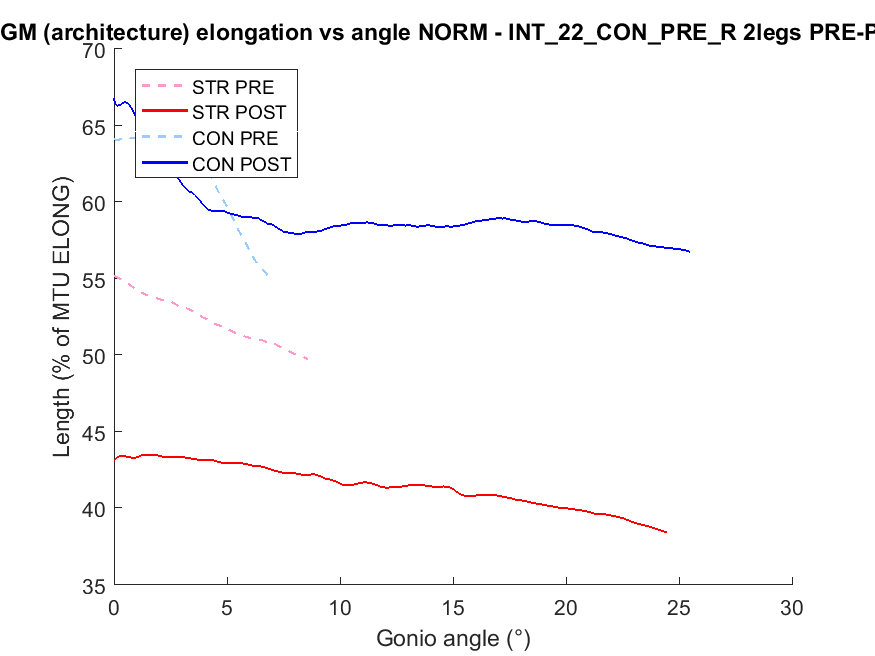 GM (architecture) elongation vs angle NORM - INT_22_CON_PRE_R 2legs PRE-P
70
65
60
55
50
45
40
35
Length (% of MTU ELONG)
STR PRE
STR POST
CON PRE
CON POST
0 5 10 15 20 25 30
Gonio angle (°)